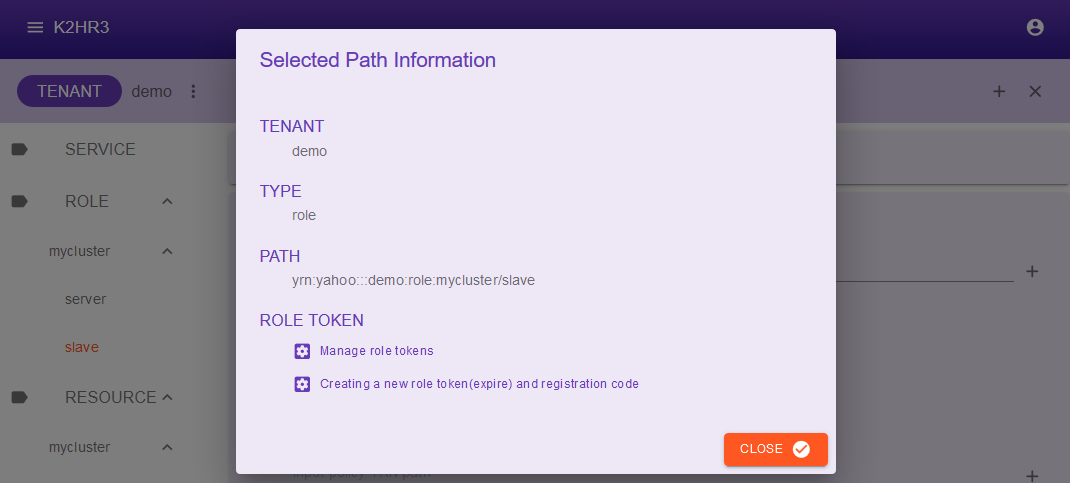 K2HR3
TENANT demo
SERVICE
ROLE
mycluster
server
slave
RESOURCE
mycluster
Selected Path Information
TENANT
demo
TYPE
role
PATH
yrn:yahoo:::demo:role:mycluster/slave
ROLE TOKEN
Manage role tokens
Creating a new role token(expire) and registration code
CLOSE